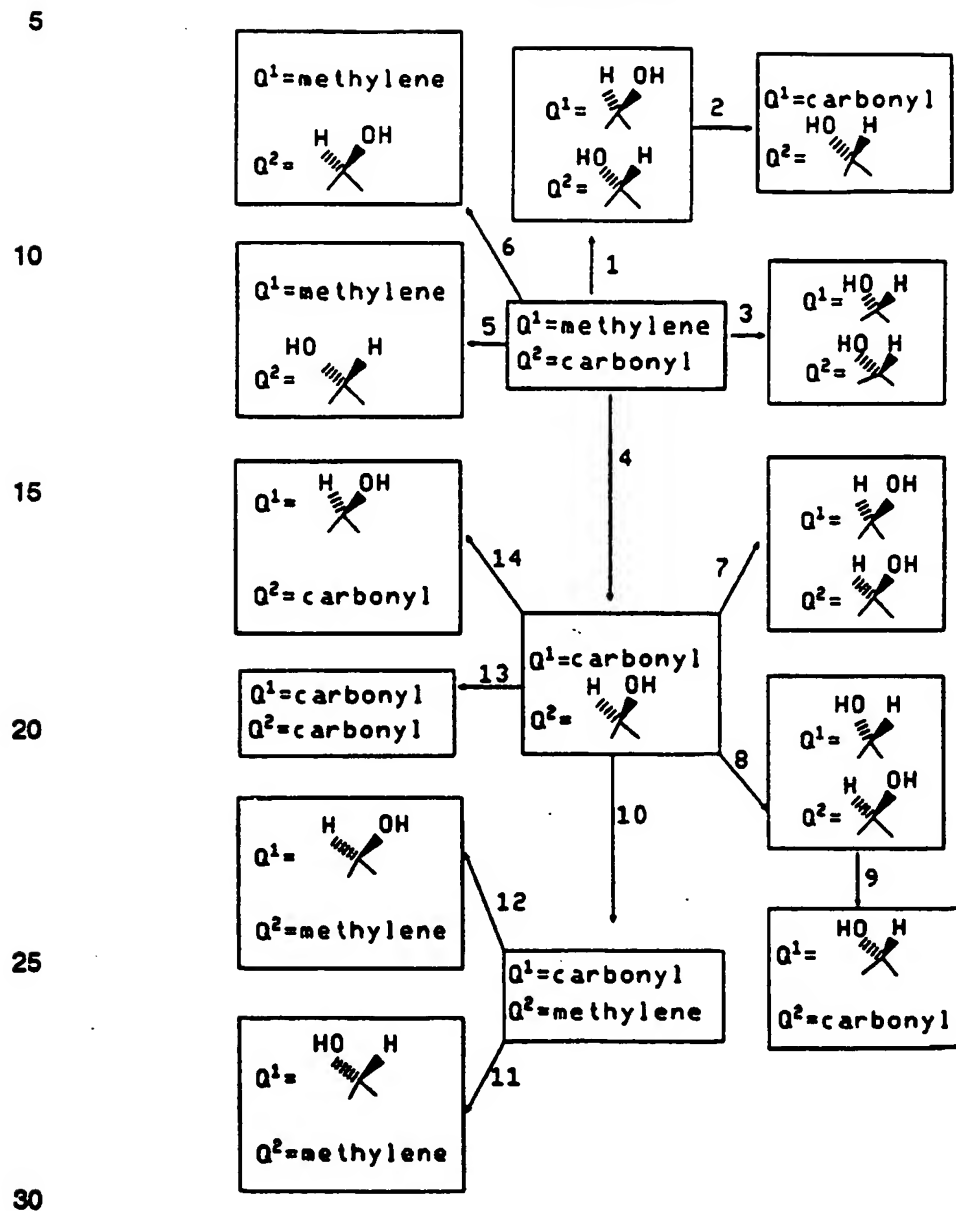 5
Q¹=methylene
H OH
Q²=
H OH
Q¹=
HO H
Q²=
2
Q¹=carbonyl
HO H
Q²=
10
6
1
Q¹=methylene
HO H
Q²=
5
Q¹=methylene
Q²=carbonyl
3
HO H
Q¹=
HO H
Q²=
4
15
H OH
Q¹=
Q²=carbonyl
14
7
H OH
Q¹=
H OH
Q²=
Q¹=carbonyl
H OH
Q²=
13
Q¹=carbonyl
Q²=carbonyl
20
8
HO H
Q¹=
H OH
Q²=
10
9
H OH
Q¹=
Q²=methylene
12
25
Q¹=carbonyl
Q²=methylene
HO H
Q¹=
Q²=carbonyl
11
HO H
Q¹=
Q²=methylene
30